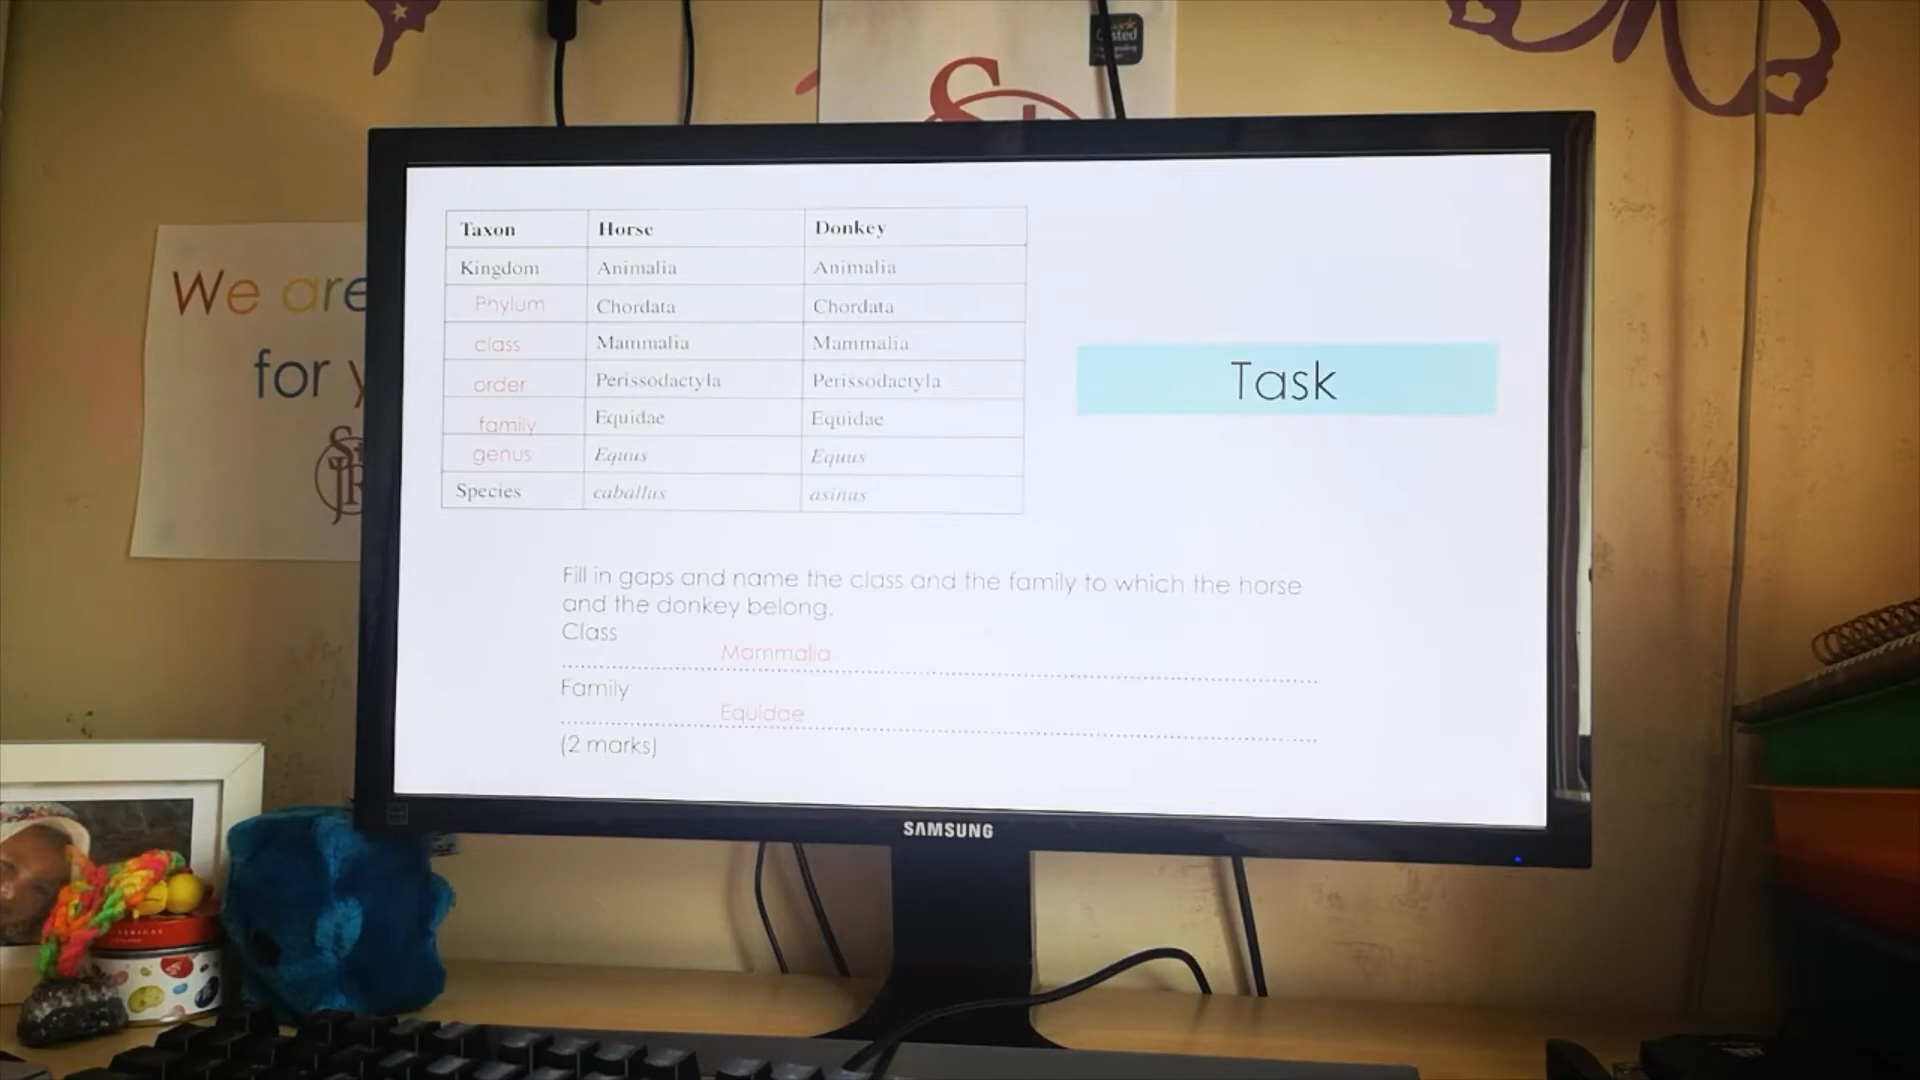 We are
for
Osted
Taxon Horse Donkey
Kingdom Animalia Animalia
Phylum Chordata Chordata
class Mammalia Mammalia
order Perissodactyla Perissodactyla
family Equidae Equidae
genus Equus Equus
Species caballus asinus
Task
Fill in gaps and name the class and the family to which the horse
and the donkey belong.
Class
Mammalia
Family
Equidae
(2 marks)
SAMSUNG